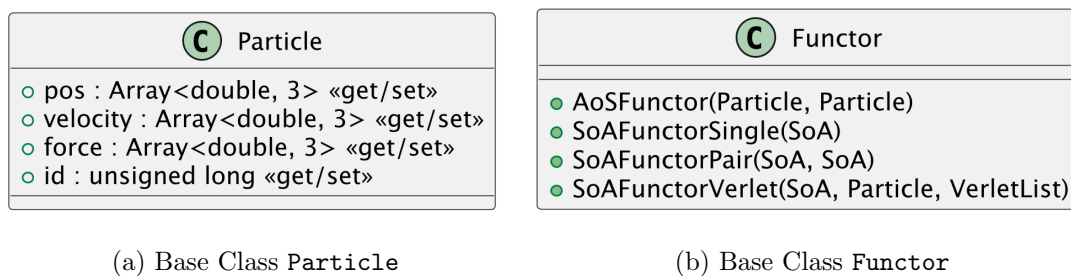 C Particle
pos : Array<double, 3> «get/set»
velocity : Array<double, 3> «get/set»
force : Array<double, 3> «get/set»
id : unsigned long «get/set»
(a) Base Class Particle
C Functor
AoSFunctor(Particle, Particle)
SoAFunctorSingle(SoA)
SoAFunctorPair(SoA, SoA)
SoAFunctorVerlet(SoA, Particle, VerletList)
(b) Base Class Functor